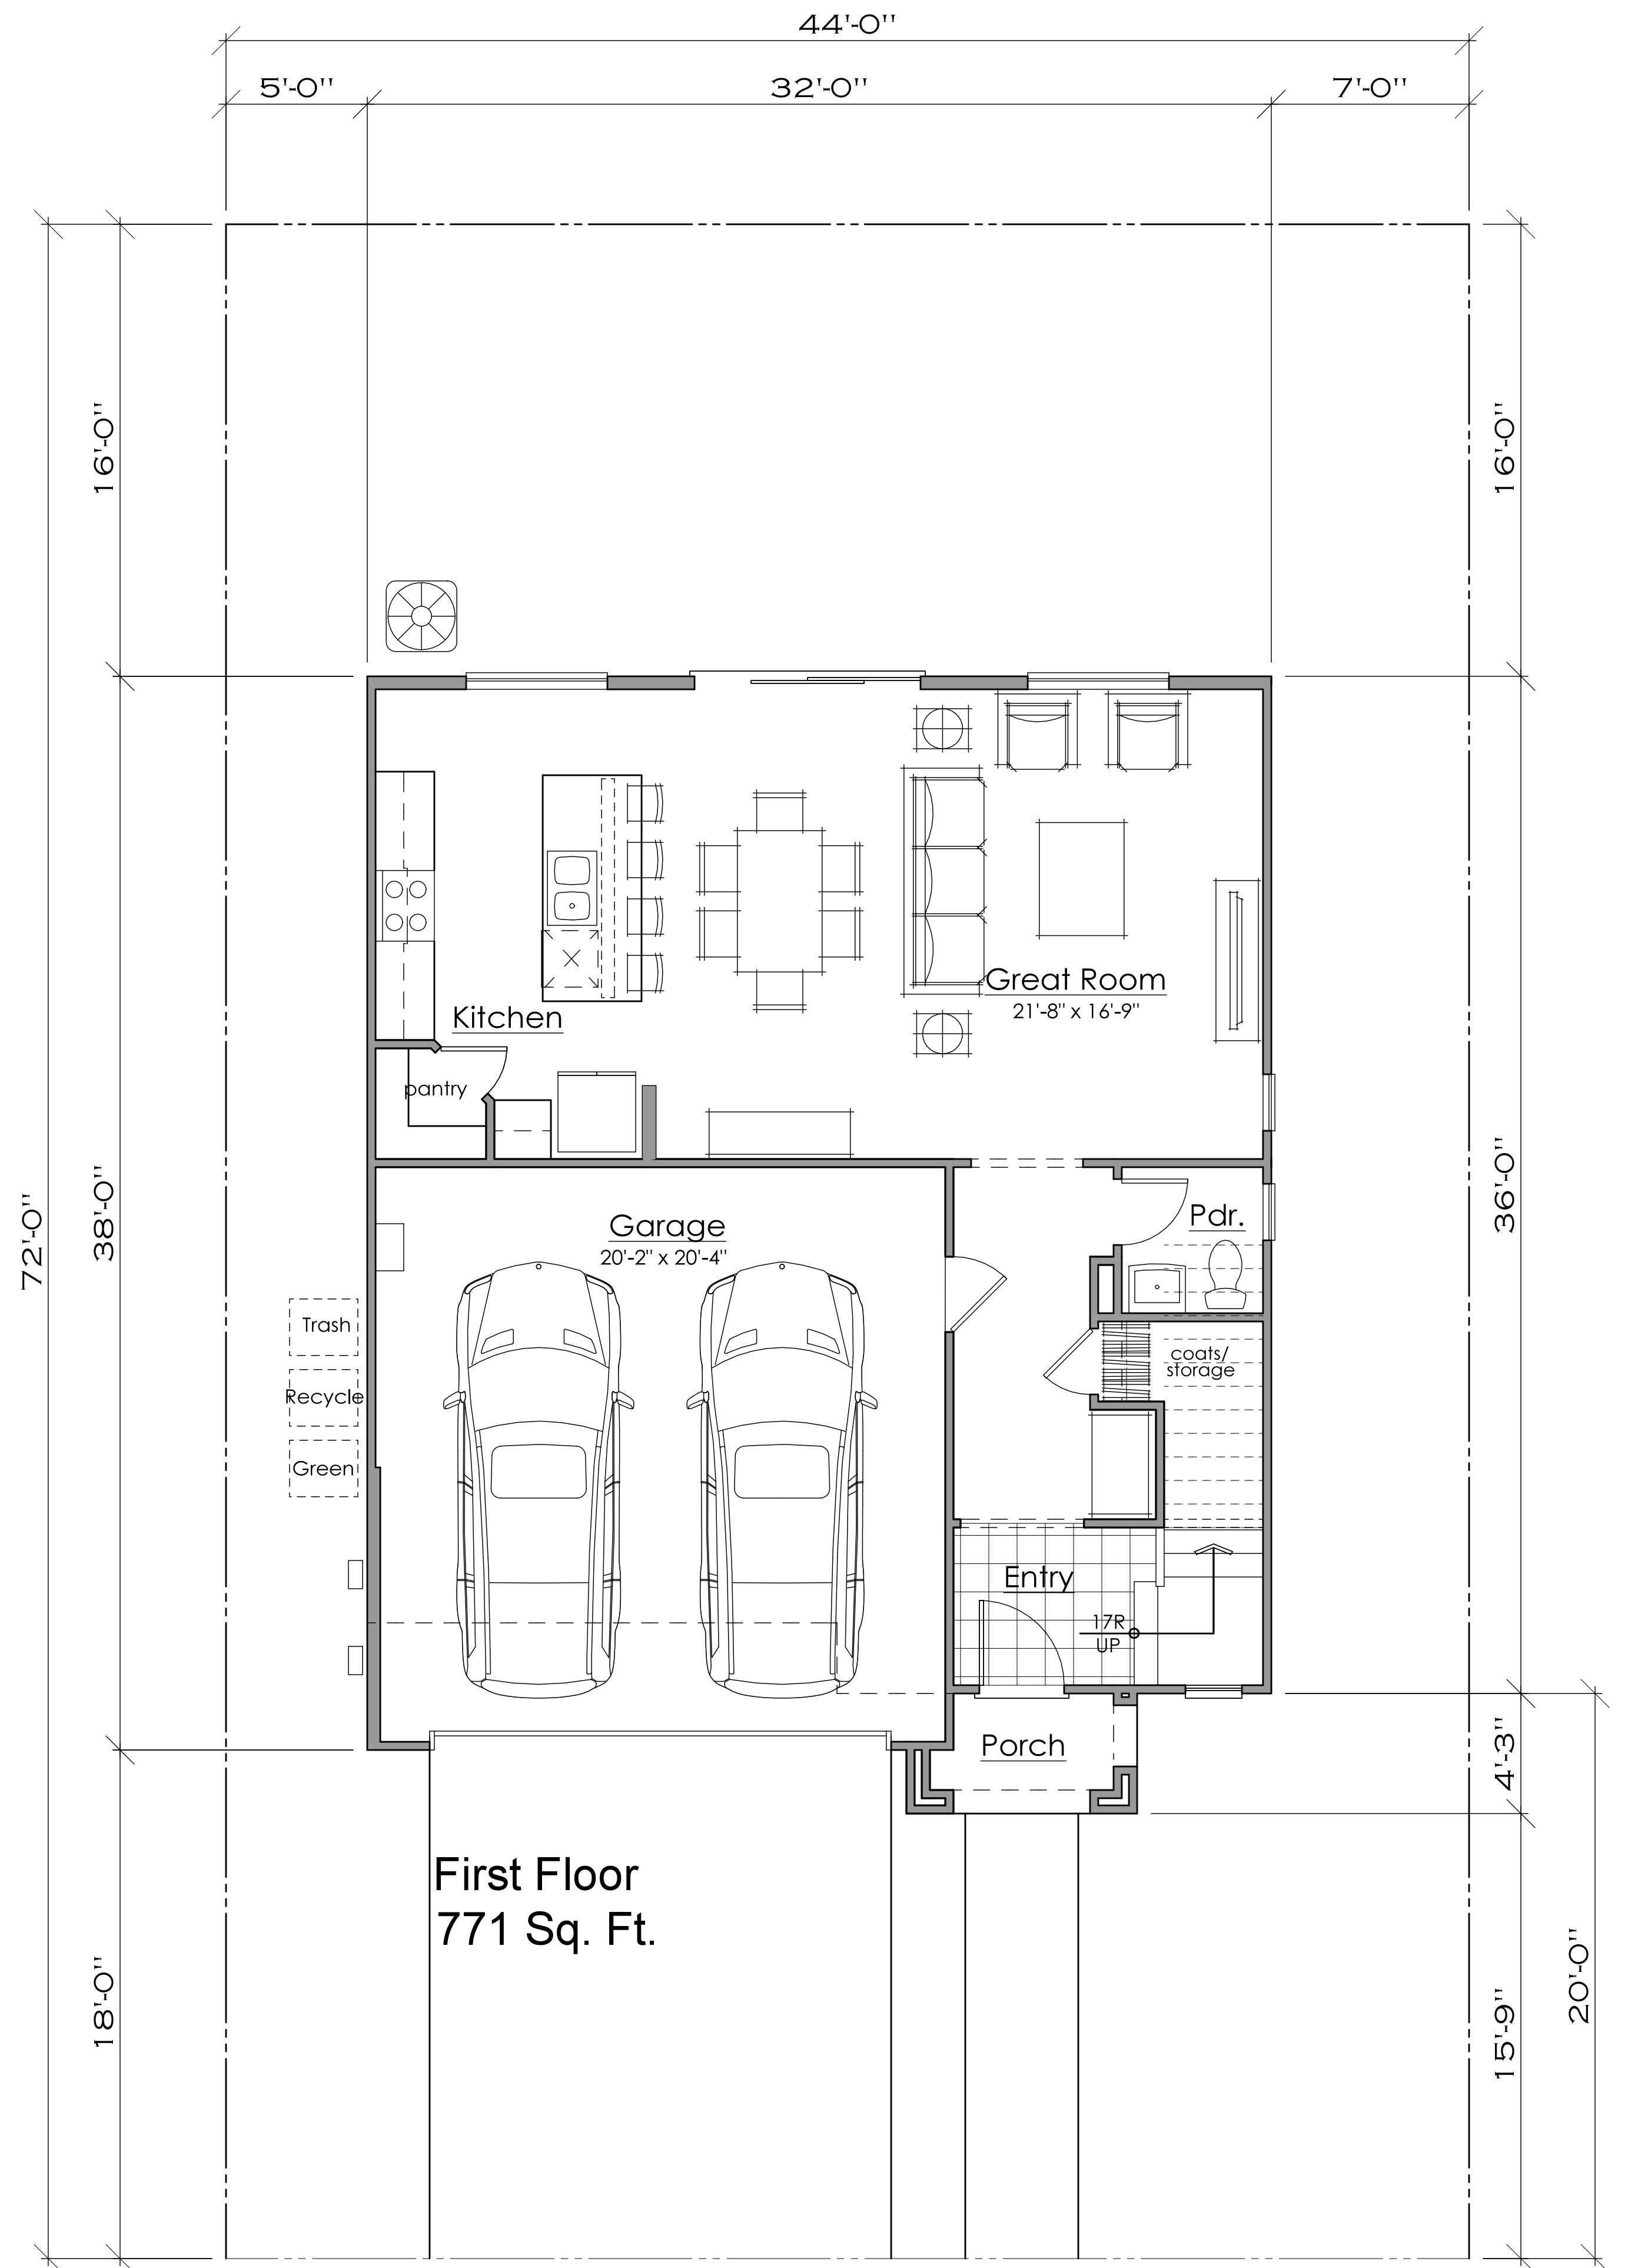 44'-0"
5'-0"
32'-0"
7'-0"
16'-0"
16'-0"
Great Room
21'-8" x 16'-9"
Kitchen
pantry
72'-0"
38'-0"
36'-0"
Garage
20'-2" x 20'-4"
Pdr.
Trash
Recycle
Green
coats/
storage
Entry
17R
UP
Porch
4'-3"
First Floor
771 Sq. Ft.
18'-0"
15'-9"
20'-0"